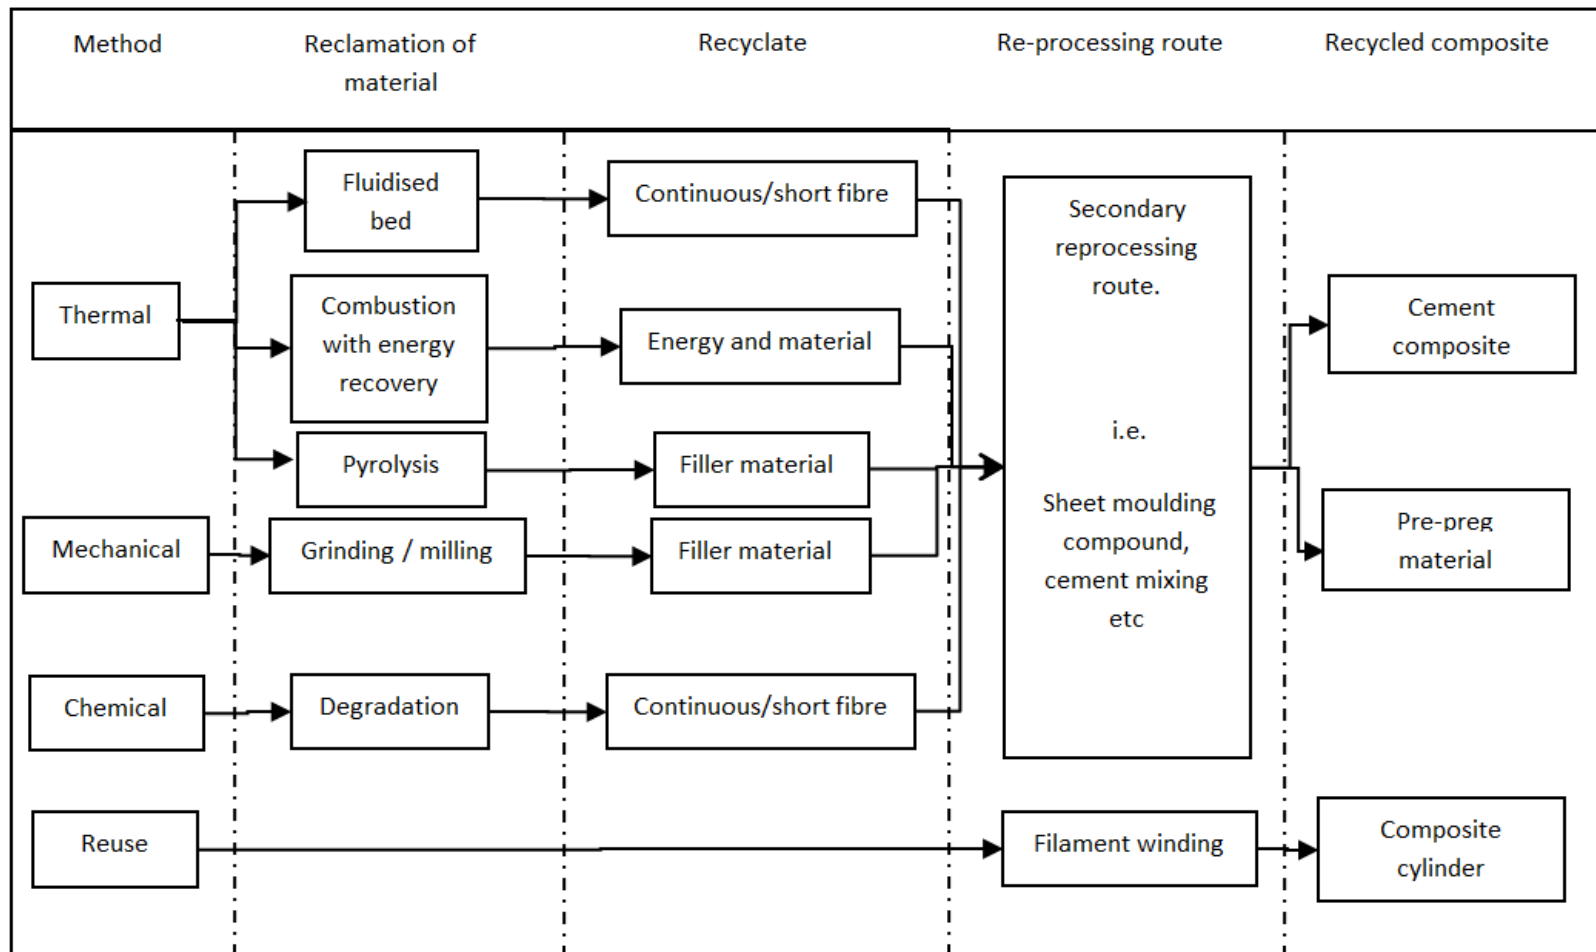 Method
Reclamation of
material
Recyclate
Re-processing route
Recycled composite
Fluidised
bed
Continuous/short fibre
Secondary
reprocessing
route.
Thermal
Combustion
with energy
recovery
Energy and material
Cement
composite
i.e.
Pyrolysis
Filler material
Sheet moulding
compound,
cement mixing
etc
Pre-preg
material
Mechanical
Grinding / milling
Filler material
Chemical
Degradation
Continuous/short fibre
Reuse
Filament winding
Composite
cylinder